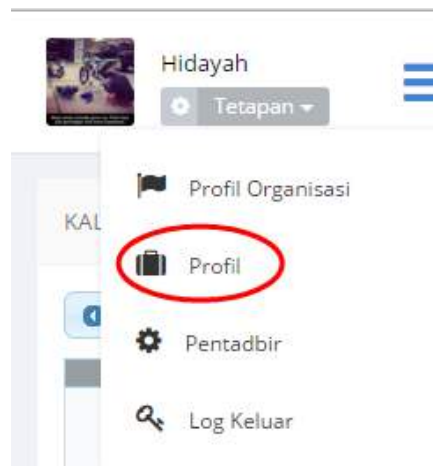 Hidayah
Tetapan
Profil Organisasi
KAL
Profil
Pentadbir
Log Keluar